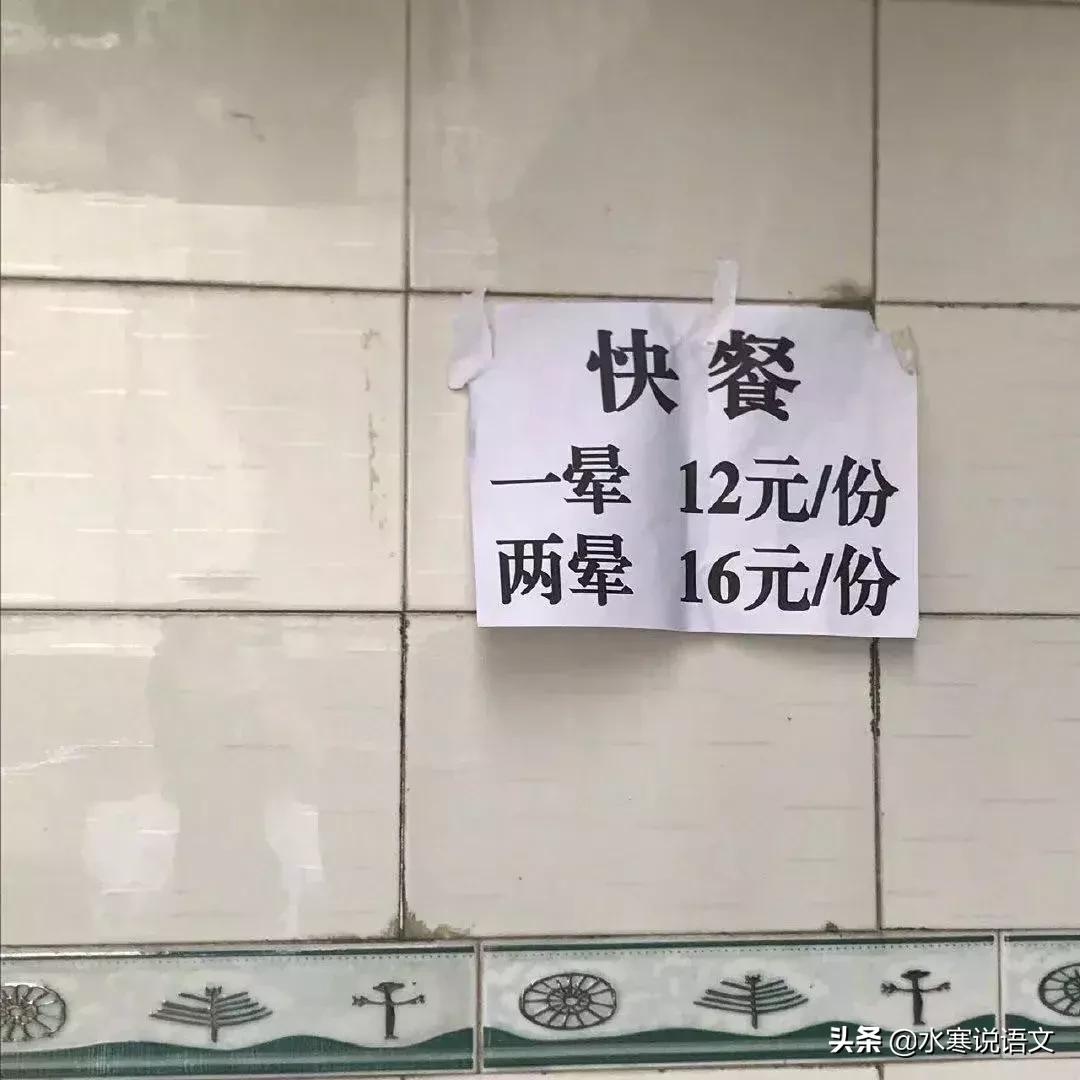 快餐
一晕 12元/份
两晕 16元/份
头条 @水寒说语文